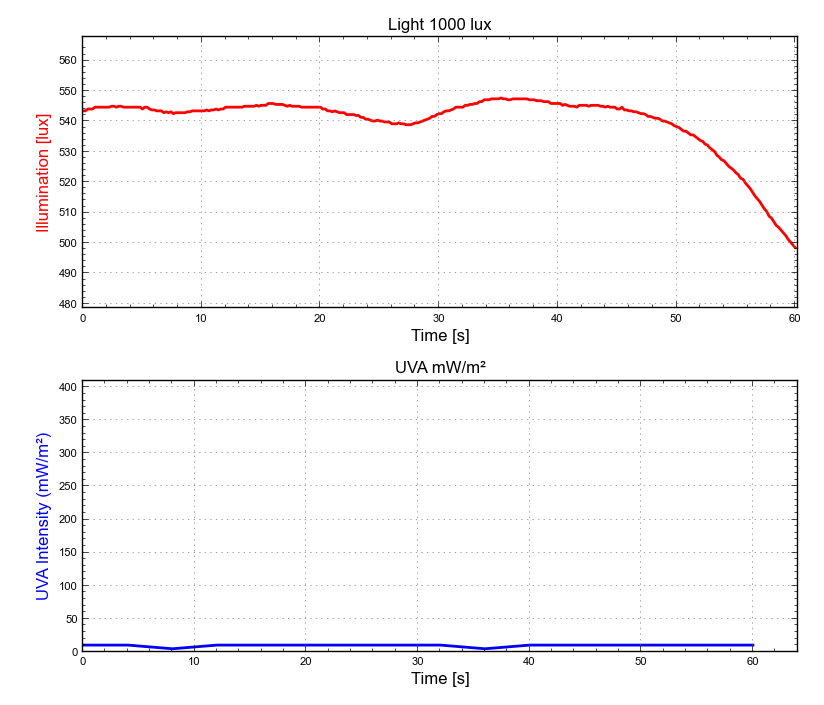 Light 1000 lux
560
550
540
530
520
510
500
490
480
Illumination [lux]
0 10 20 30 40 50 60
Time [s]
UVA mW/m²
400
350
300
250
200
150
100
50
0
UVA Intensity (mW/m²)
0 10 20 30 40 50 60
Time [s]